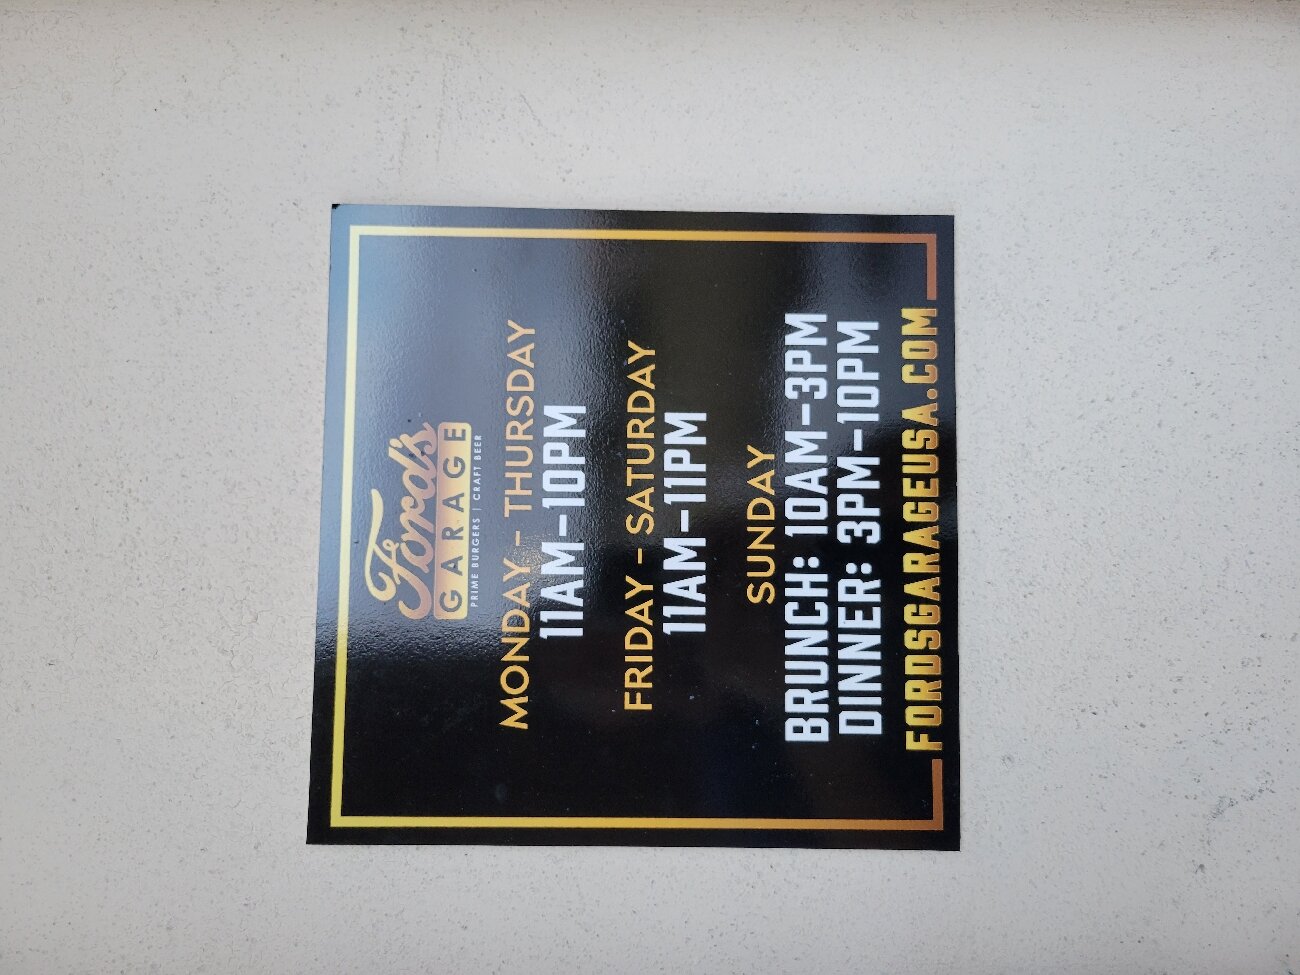 Ford's
GARAGE
PRIME BURGERS | CRAFT BEER
MONDAY - THURSDAY
11AM-10PM
FRIDAY - SATURDAY
11AM-11PM
SUNDAY
BRUNCH: 10AM-3PM
DINNER: 3PM-10PM
FORDSGARAGEUSA.COM